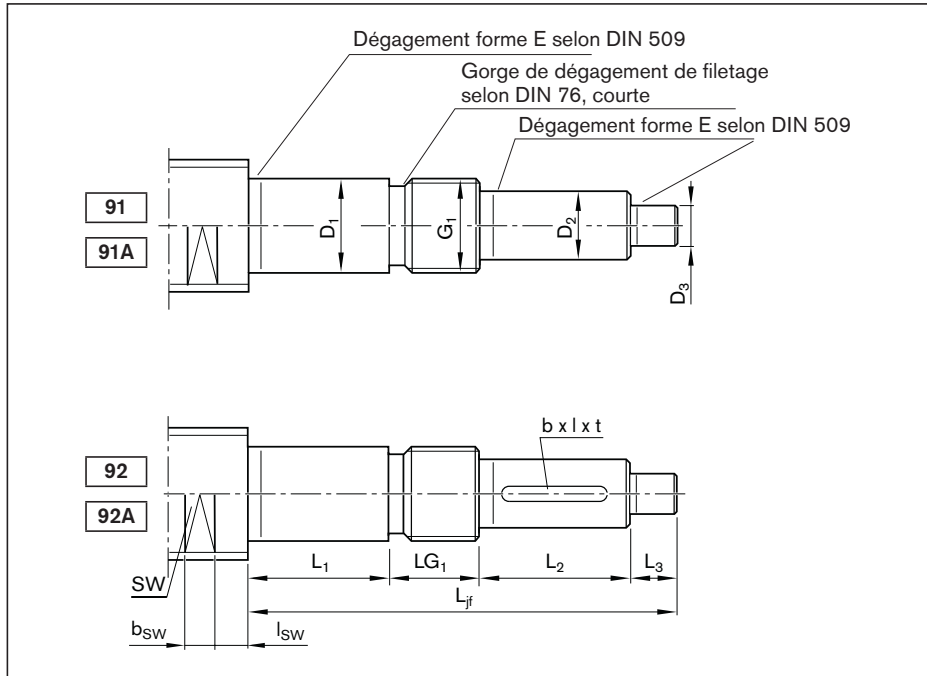 Dégagement forme E selon DIN 509
Gorge de dégagement de filetage
selon DIN 76, courte
Dégagement forme E selon DIN 509
91
91A
D₁
G₁
D₂
D₃
b x l x t
92
92A
SW
L₁
LG₁
L₂
L₃
Ljf
bSW
lSW